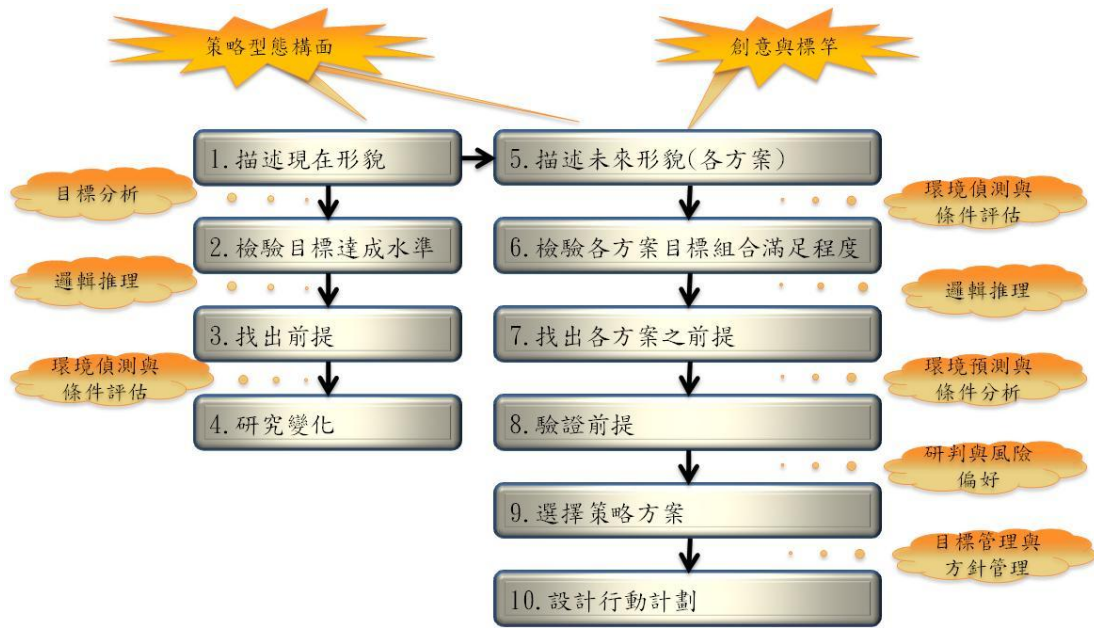 策略型態構面
創意與標竿
1.描述現在形貌
5.描述未來形貌(各方案)
目標分析
環境偵測與
條件評估
2.檢驗目標達成水準
6.檢驗各方案目標組合滿足程度
邏輯推理
邏輯推理
3.找出前提
7.找出各方案之前提
環境偵測與
條件評估
環境預測與
條件分析
4.研究變化
8.驗證前提
研判與風險
偏好
9.選擇策略方案
目標管理與
方針管理
10.設計行動計劃